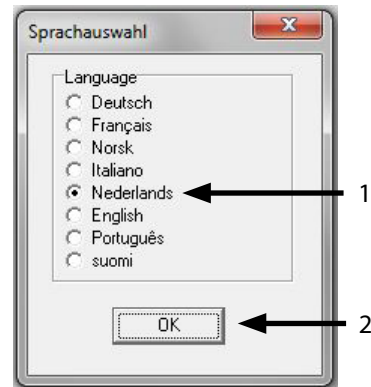 Sprachauswahl
Language
Deutsch
Français
Norsk
Italiano
Nederlands
1
English
Português
suomi
OK
2